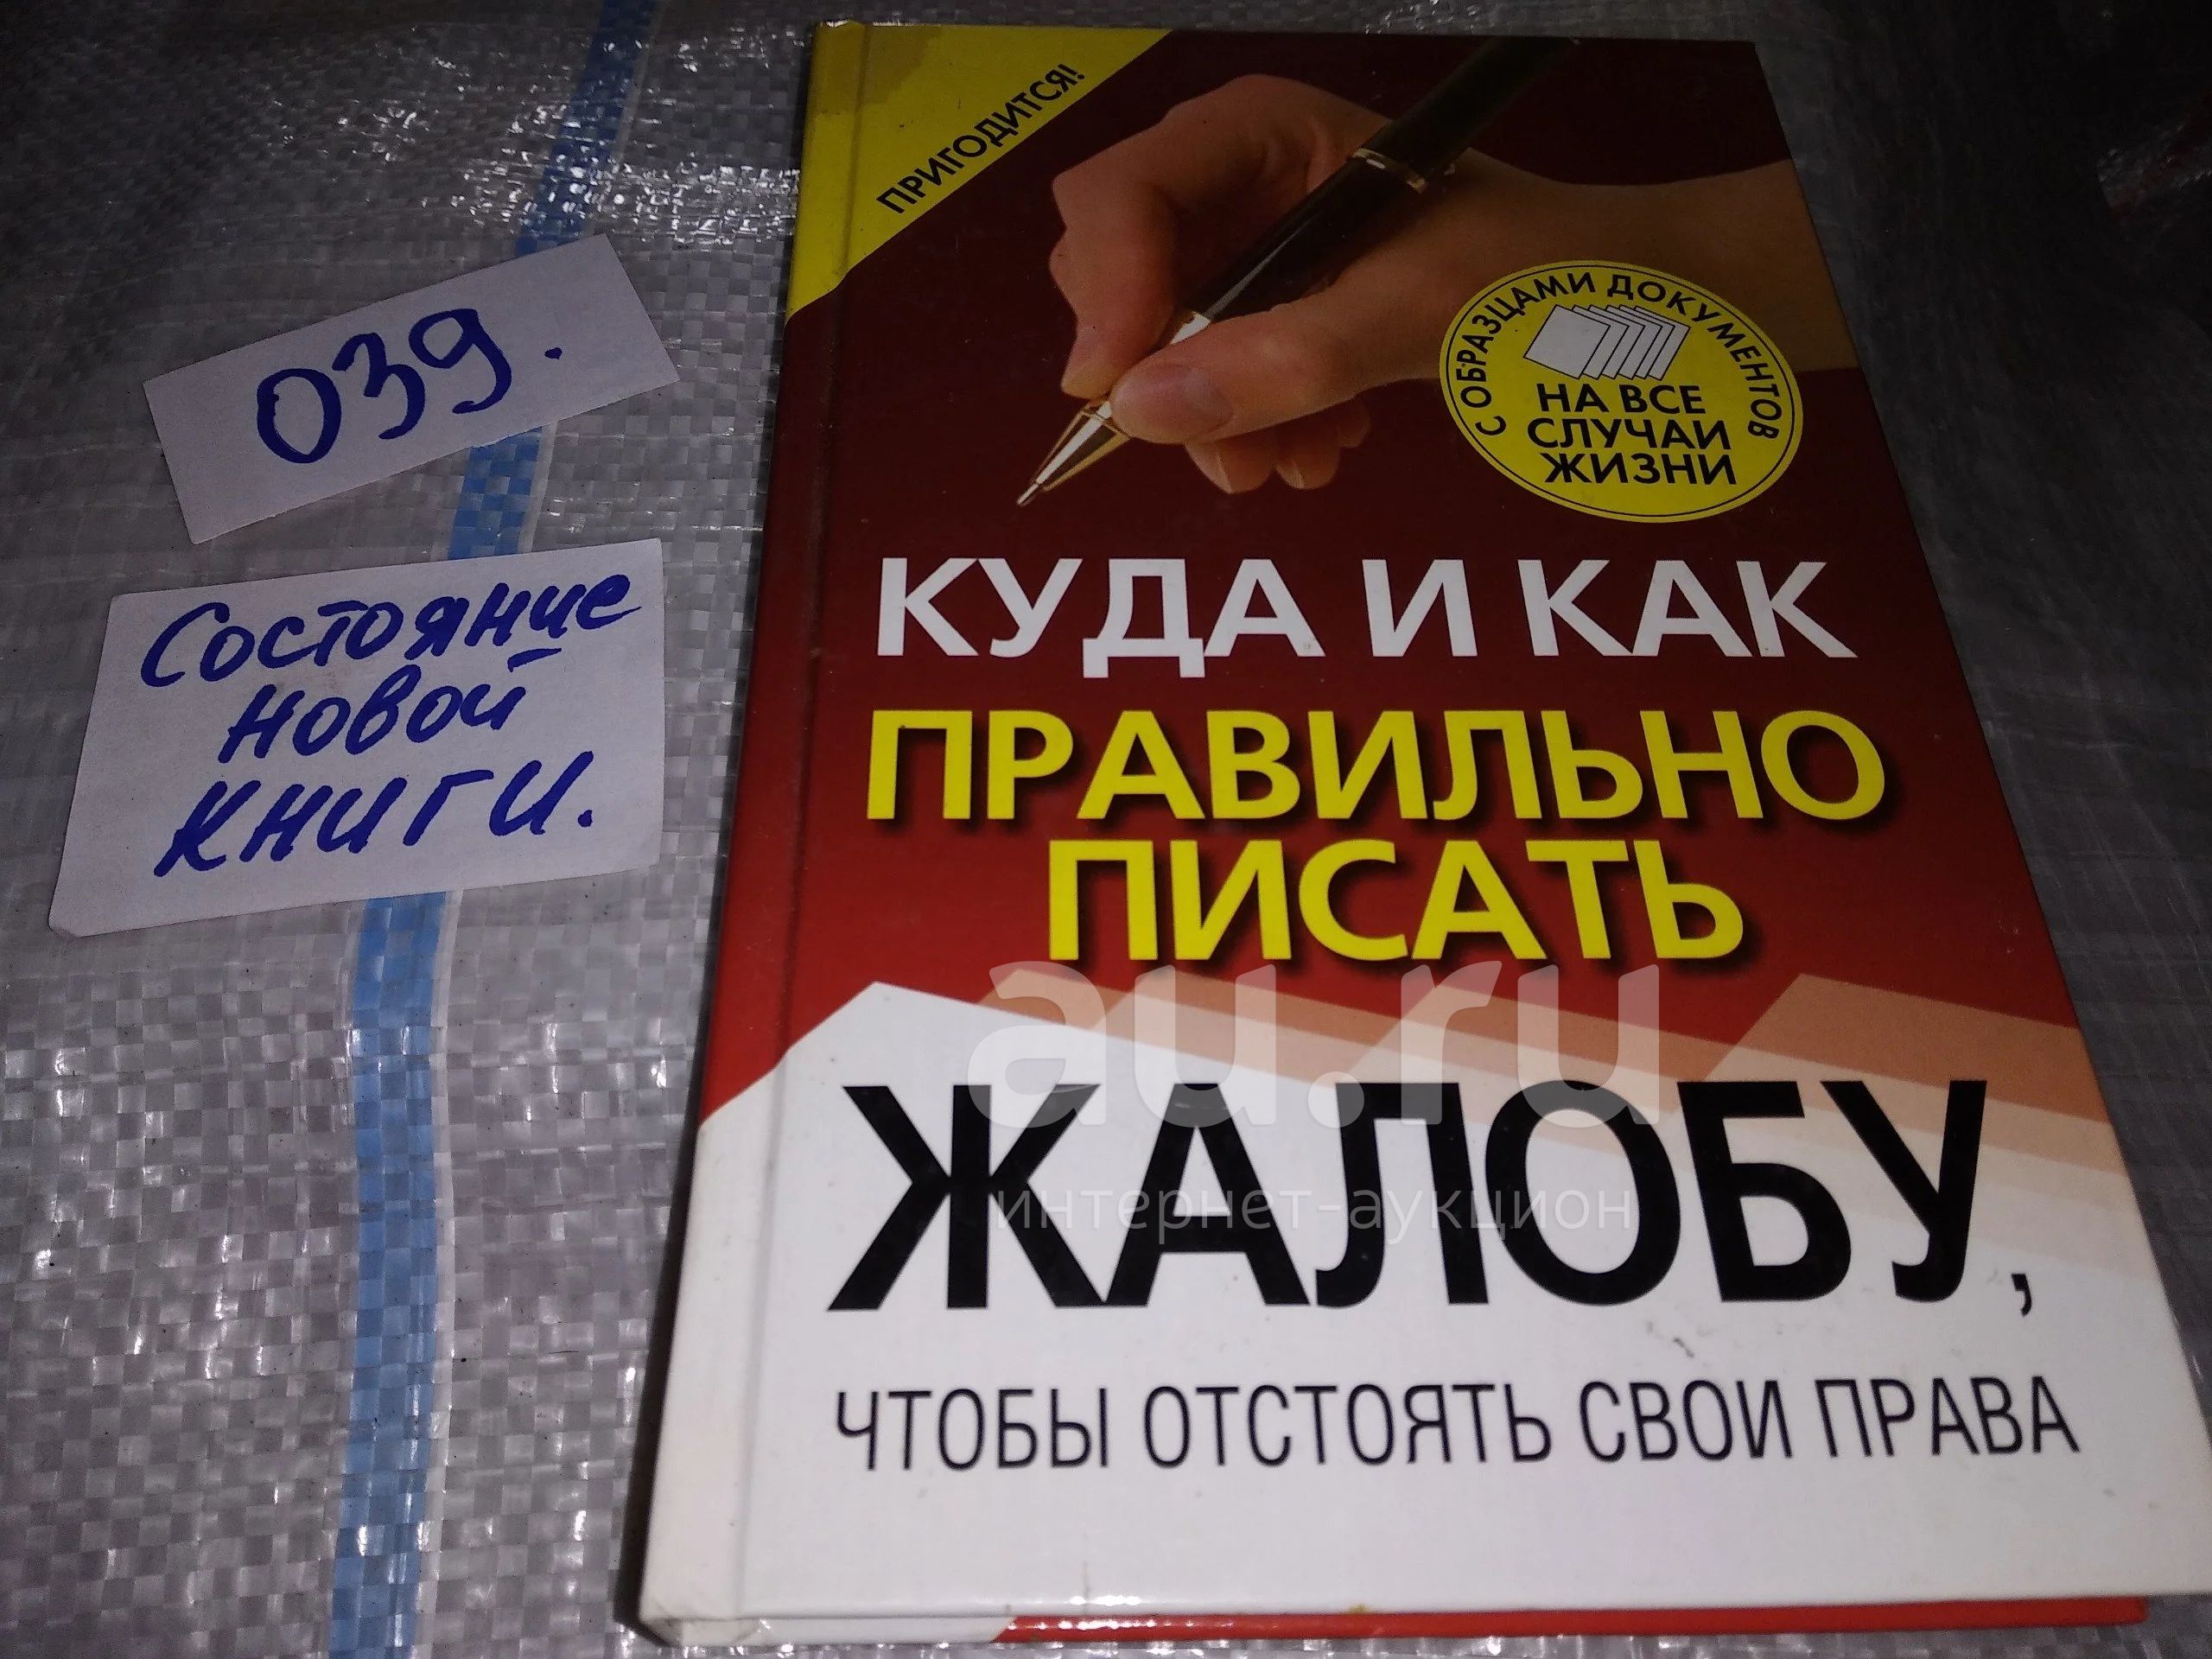 039.
Состояние
новой
книги.
ПРИГОДИТСЯ!
С ОБРАЗЦАМИ ДОКУМЕНТОВ
НА ВСЕ
СЛУЧАИ
ЖИЗНИ
КУДА И КАК
ПРАВИЛЬНО
ПИСАТЬ
au.ru
ЖАЛОБУ,
интернет-аукцион
ЧТОБЫ ОТСТОЯТЬ СВОИ ПРАВА